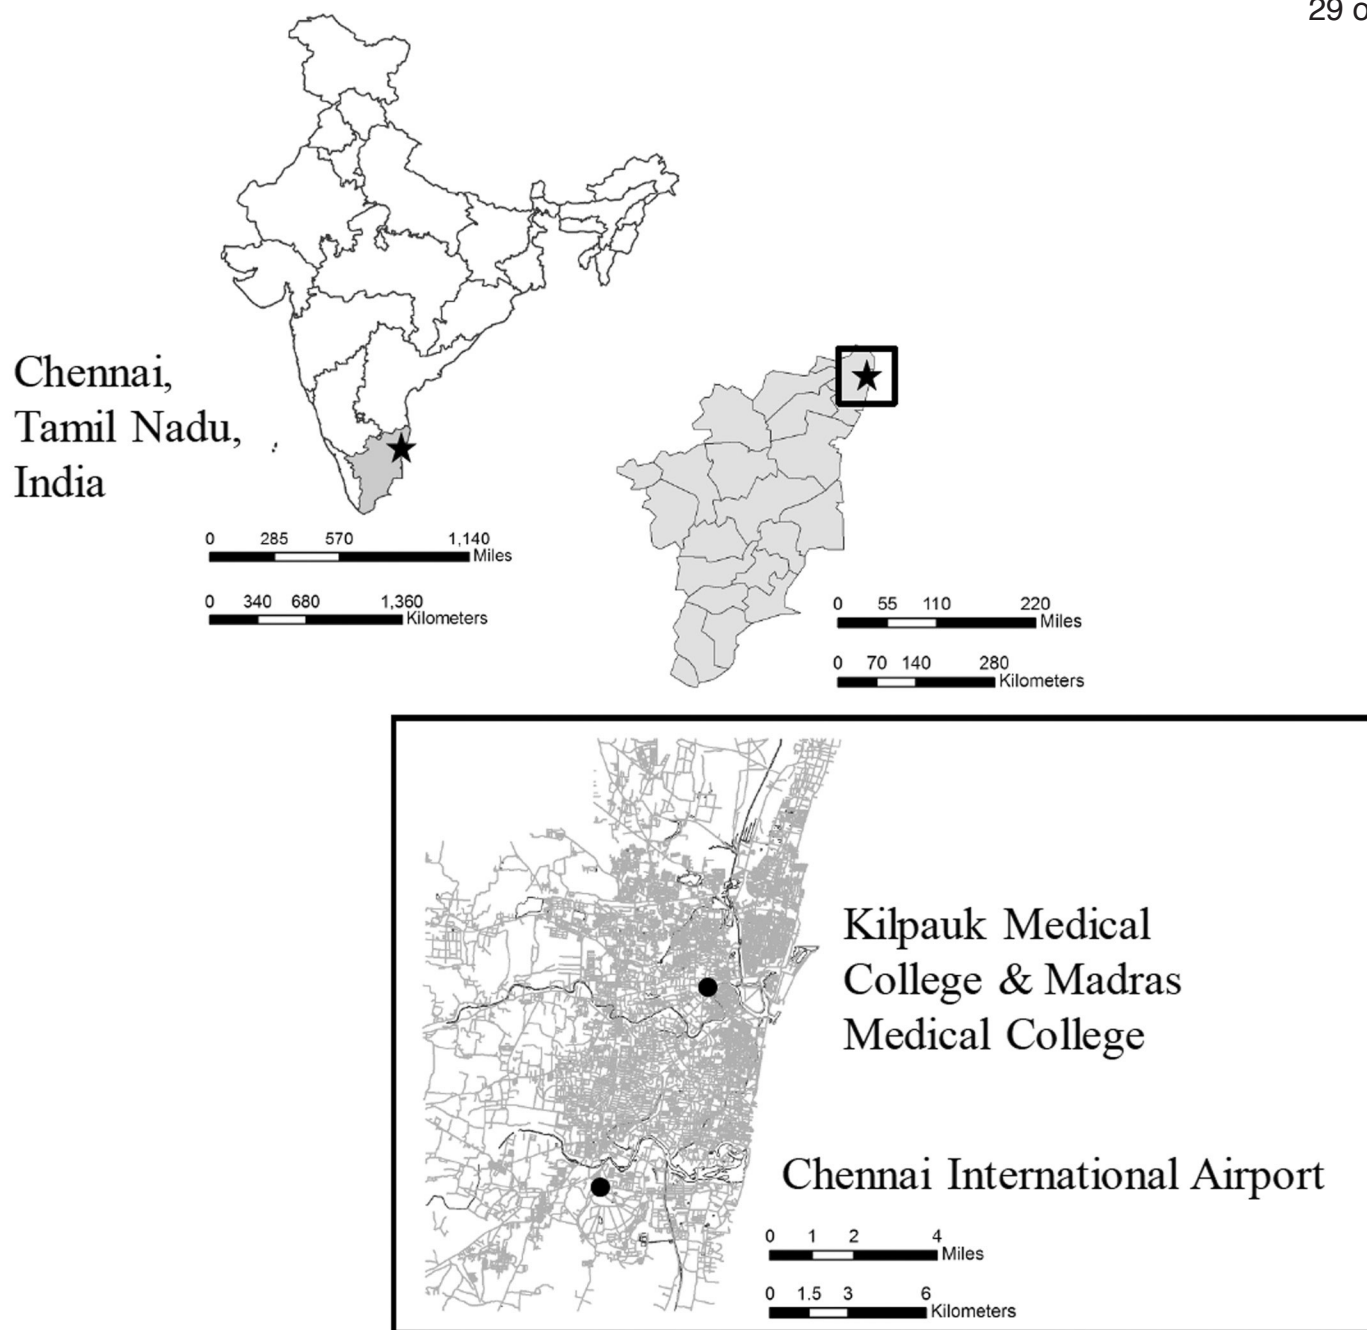 29 o
Chennai,
Tamil Nadu,
India
0 285 570 1,140
Miles
0 340 680 1,360
Kilometers
0 55 110 220
Miles
0 70 140 280
Kilometers
Kilpauk Medical
College & Madras
Medical College
Chennai International Airport
0 1 2 4
Miles
0 1.5 3 6
Kilometers